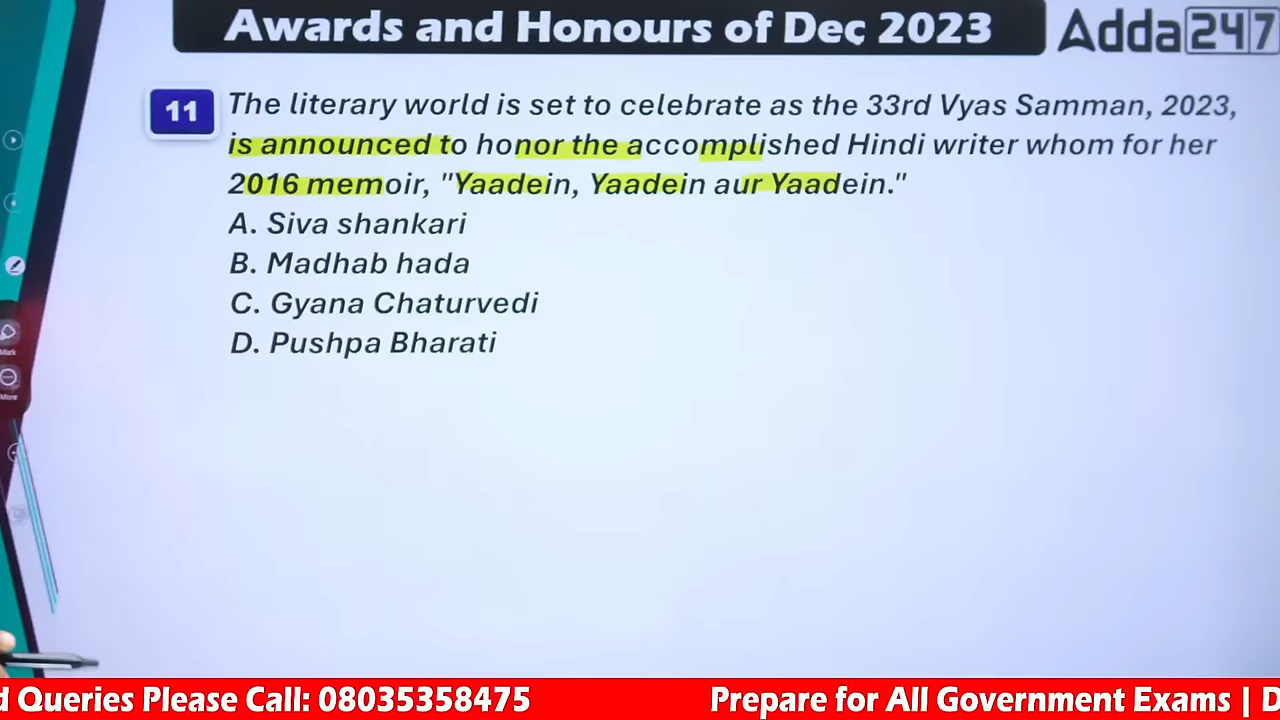 Awards and Honours of Dec 2023
Adda247
11
The literary world is set to celebrate as the 33rd Vyas Samman, 2023,
is announced to honor the accomplished Hindi writer whom for her
2016 memoir, "Yaadein, Yaadein aur Yaadein."
A. Siva shankari
B. Madhab hada
C. Gyana Chaturvedi
D. Pushpa Bharati
Mark
More
d Queries Please Call: 08035358475 Prepare for All Government Exams | D